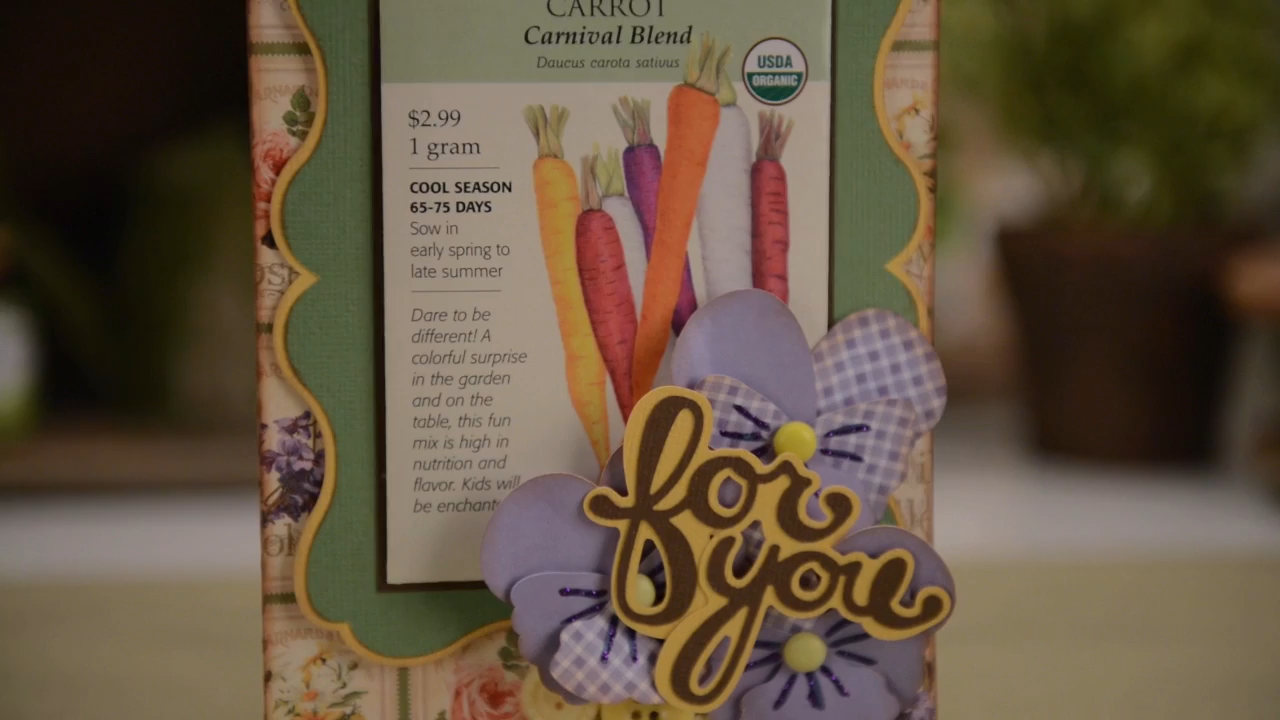 CARROT
Carnival Blend
Daucus carota sativus
USDA
ORGANIC
$2.99
1 gram
COOL SEASON
65-75 DAYS
Sow in
early spring to
late summer
Dare to be
different! A
colorful surprise
in the garden
and on the
table, this fun
mix is high in
nutrition and
flavor. Kids will
be
for
you